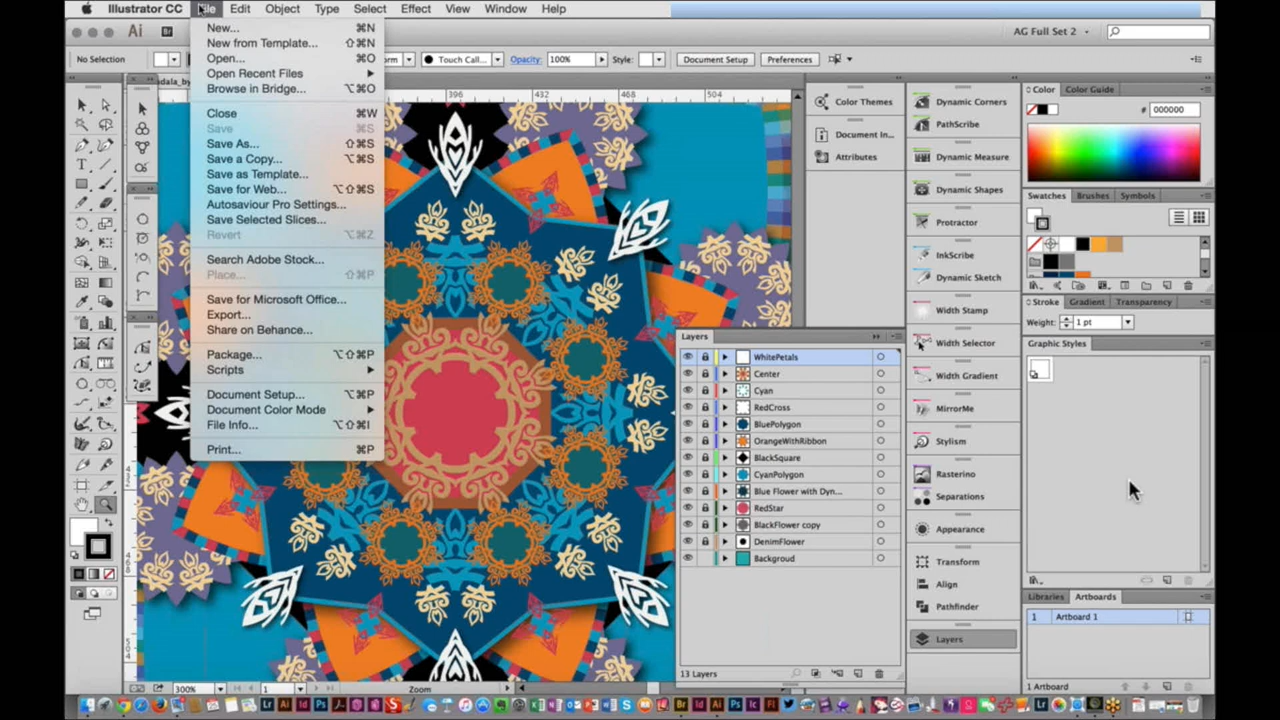 Illustrator CC File Edit Object Type Select Effect View Window Help
Ai Br AG Full Set 2
No Selection Touch Call... Opacity: 100% Style: Document Setup Preferences
New... ⌘N
New from Template... ⇧⌘N
Open... ⌘O
Open Recent Files
Browse in Bridge... ⌥⌘O
Close ⌘W
Save ⌘S
Save As... ⇧⌘S
Save a Copy... ⌥⌘S
Save as Template...
Save for Web... ⌥⇧⌘S
Autosaviour Pro Settings...
Save Selected Slices...
Revert ⌥⌘Z
Search Adobe Stock...
Place... ⇧⌘P
Save for Microsoft Office...
Export...
Share on Behance...
Package... ⌥⇧⌘P
Scripts
Document Setup... ⌥⌘P
Document Color Mode
File Info... ⌥⇧⌘I
Print... ⌘P
396 432 468 504
Layers
WhitePetals
Center
Cyan
RedCross
BluePolygon
OrangeWithRibbon
BlackSquare
CyanPolygon
Blue Flower with Dyn...
RedStar
BlackFlower copy
DenimFlower
Backgroud
13 Layers
Color Themes
Document In...
Attributes
Dynamic Corners
PathScribe
Dynamic Measure
Dynamic Shapes
Protractor
InkScribe
Dynamic Sketch
Width Stamp
Width Selector
Width Gradient
MirrorMe
Stylism
Rasterino
Separations
Appearance
Transform
Align
Pathfinder
Layers
Color Color Guide
# 000000
Swatches Brushes Symbols
Stroke Gradient Transparency
Weight: 1 pt
Graphic Styles
Libraries Artboards
1 Artboard 1
1 Artboard
300% 1 Zoom